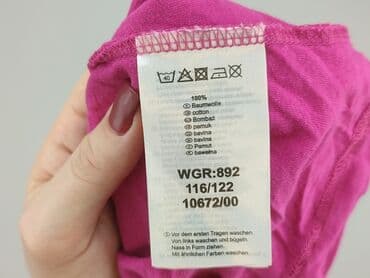 40
100%
Baumwolle
cotton
Bombaž
pamuk
bavlna
bavlna
Pamut
bawełna
WGR:892
116/122
10672/00
Vor dem ersten Tragen waschen.
Von links waschen und bügeln.
Nass in Form ziehen.
Mit ähnlichen Farben waschen.